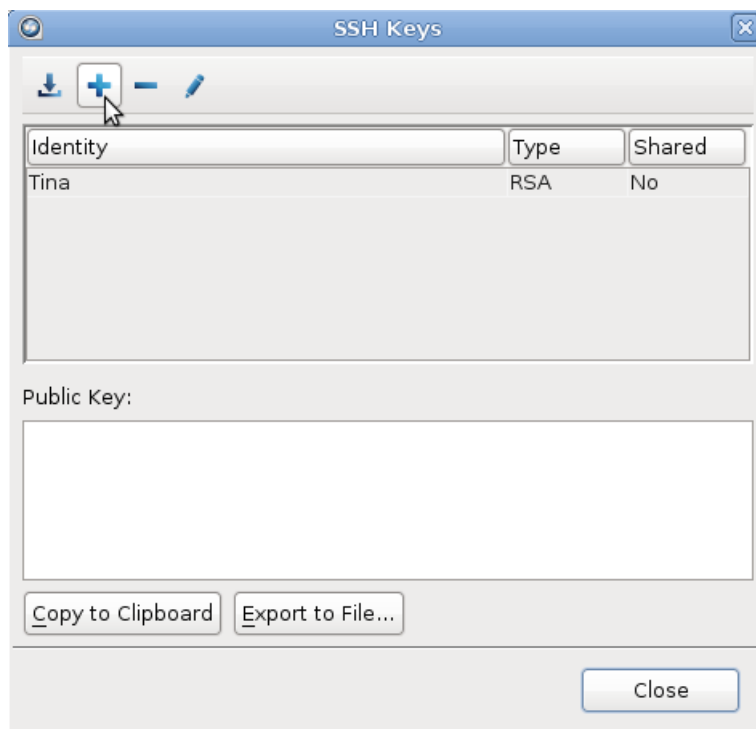 SSH Keys
Identity Type Shared
Tina RSA No
Public Key:
Copy to Clipboard Export to File...
Close